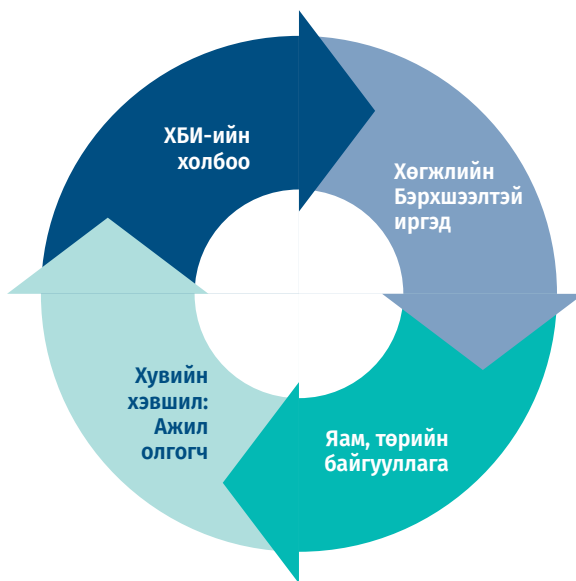 ХБИ-ийн
холбоо
Хөгжлийн
Бэрхшээлтэй
иргэд
Хувийн
хэвшил:
Ажил
олгогч
Яам, төрийн
байгууллага